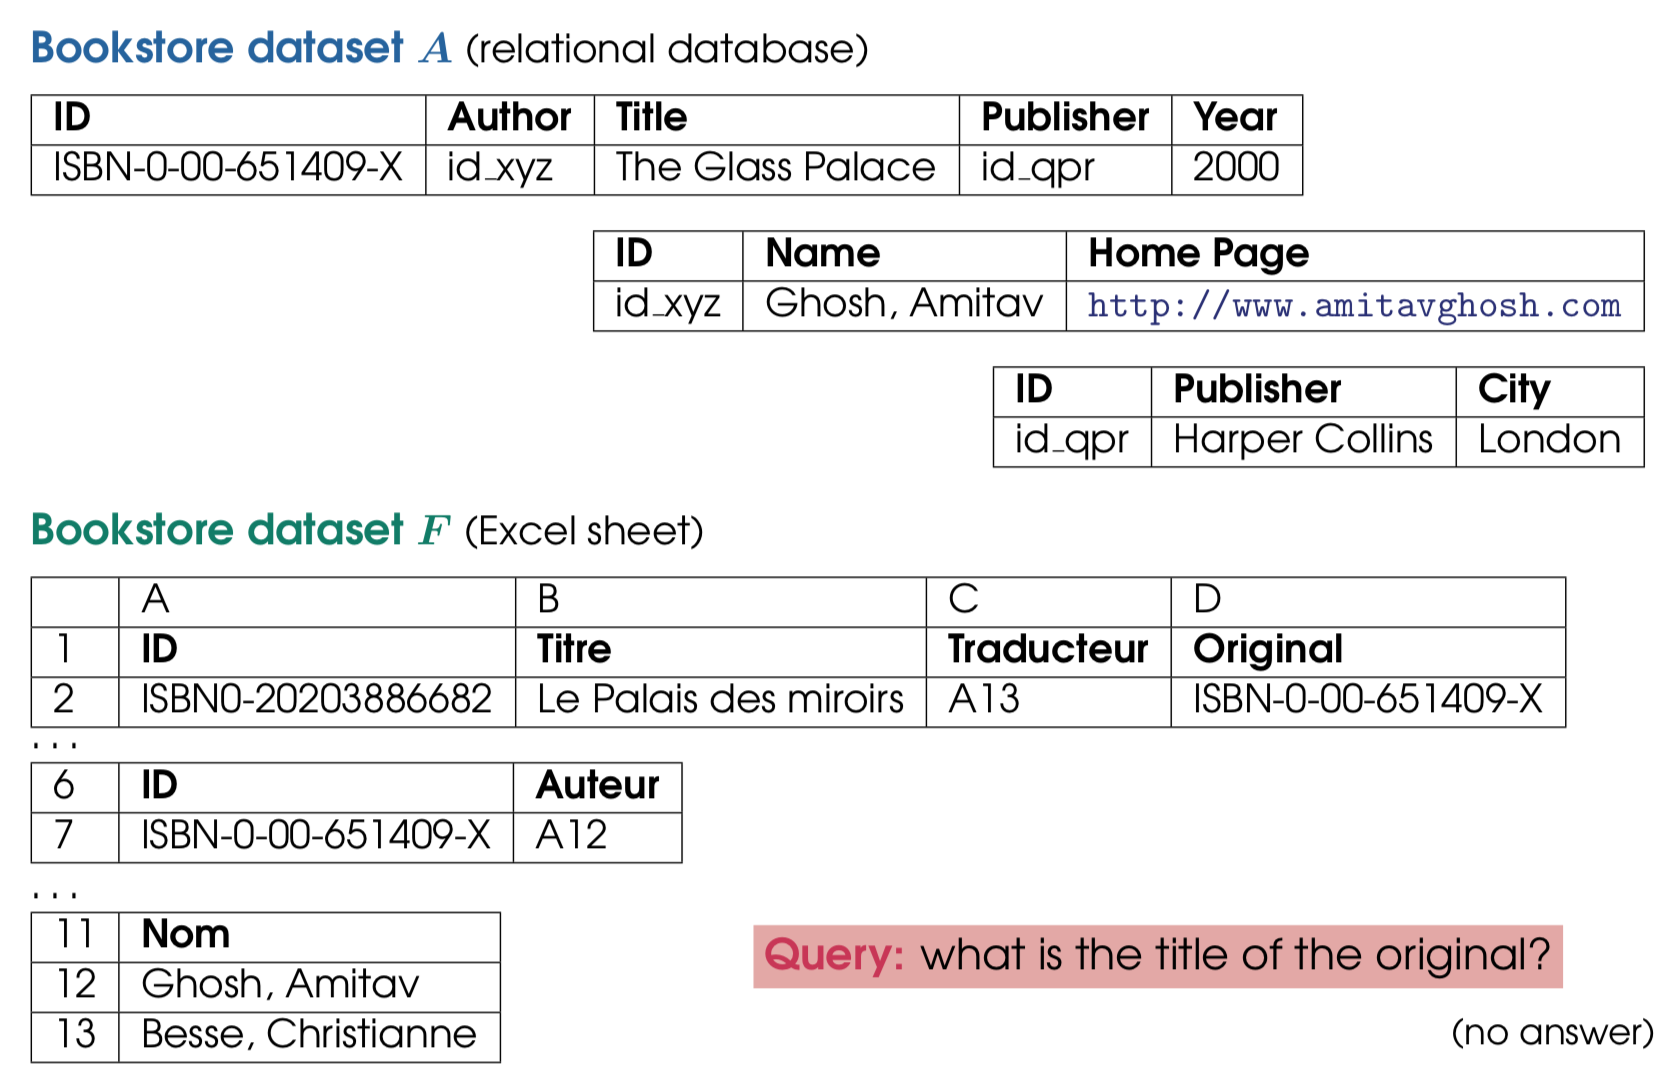 Bookstore dataset A (relational database)
ID Author Title Publisher Year
ISBN-0-00-651409-X id_xyz The Glass Palace id_qpr 2000
ID Name Home Page
id_xyz Ghosh, Amitav http://www.amitavghosh.com
ID Publisher City
id_qpr Harper Collins London
Bookstore dataset F (Excel sheet)
A B C D
1 ID Titre Traducteur Original
2 ISBN0-20203886682 Le Palais des miroirs A13 ISBN-0-00-651409-X
...
6 ID Auteur
7 ISBN-0-00-651409-X A12
...
11 Nom
12 Ghosh, Amitav
13 Besse, Christianne
Query: what is the title of the original?
(no answer)